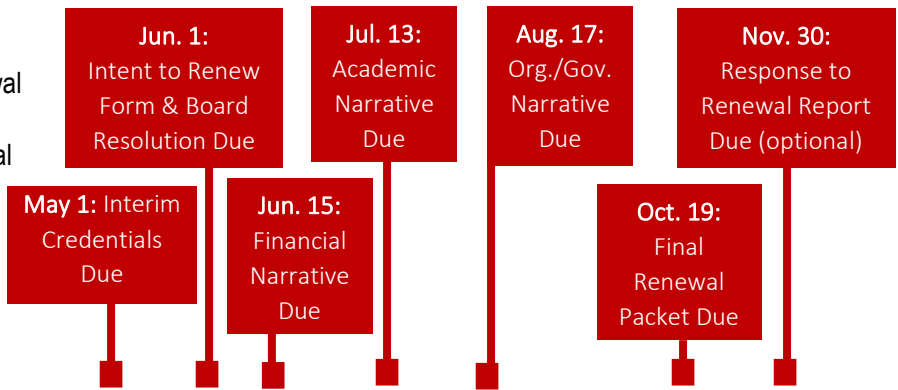 Jun. 1:
Intent to Renew
Form & Board
Resolution Due
Jul. 13:
Academic
Narrative
Due
Aug. 17:
Org./Gov.
Narrative
Due
Nov. 30:
Response to
Renewal Report
Due (optional)
May 1: Interim
Credentials
Due
Jun. 15:
Financial
Narrative
Due
Oct. 19:
Final
Renewal
Packet Due